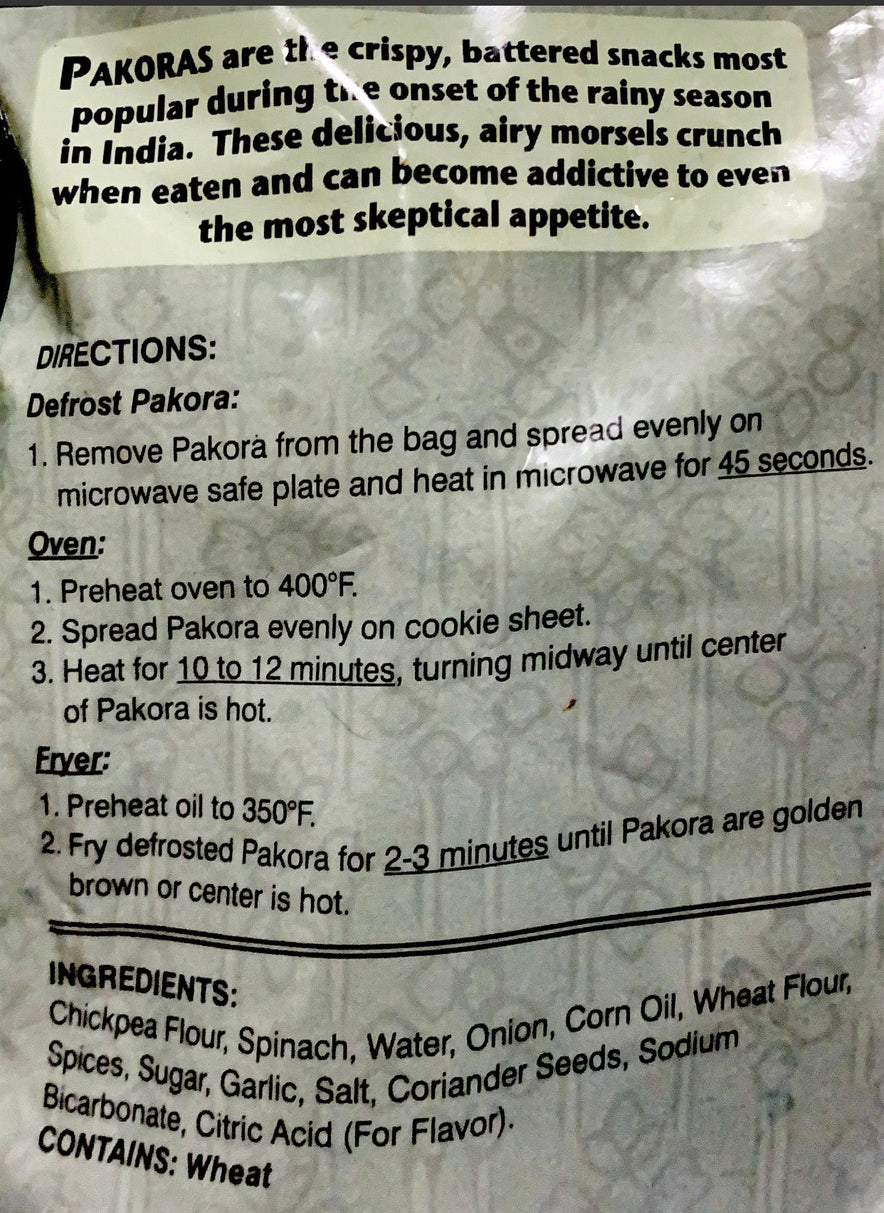 PAKORAS are the crispy, battered snacks most
popular during the onset of the rainy season
in India. These delicious, airy morsels crunch
when eaten and can become addictive to even
the most skeptical appetite.
DIRECTIONS:
Defrost Pakora:
1. Remove Pakora from the bag and spread evenly on
microwave safe plate and heat in microwave for 45 seconds.
Oven:
1. Preheat oven to 400°F.
2. Spread Pakora evenly on cookie sheet.
3. Heat for 10 to 12 minutes, turning midway until center
of Pakora is hot.
Fryer:
1. Preheat oil to 350°F.
2. Fry defrosted Pakora for 2-3 minutes until Pakora are golden
brown or center is hot.
INGREDIENTS:
Chickpea Flour, Spinach, Water, Onion, Corn Oil, Wheat Flour,
Spices, Sugar, Garlic, Salt, Coriander Seeds, Sodium
Bicarbonate, Citric Acid (For Flavor).
CONTAINS: Wheat